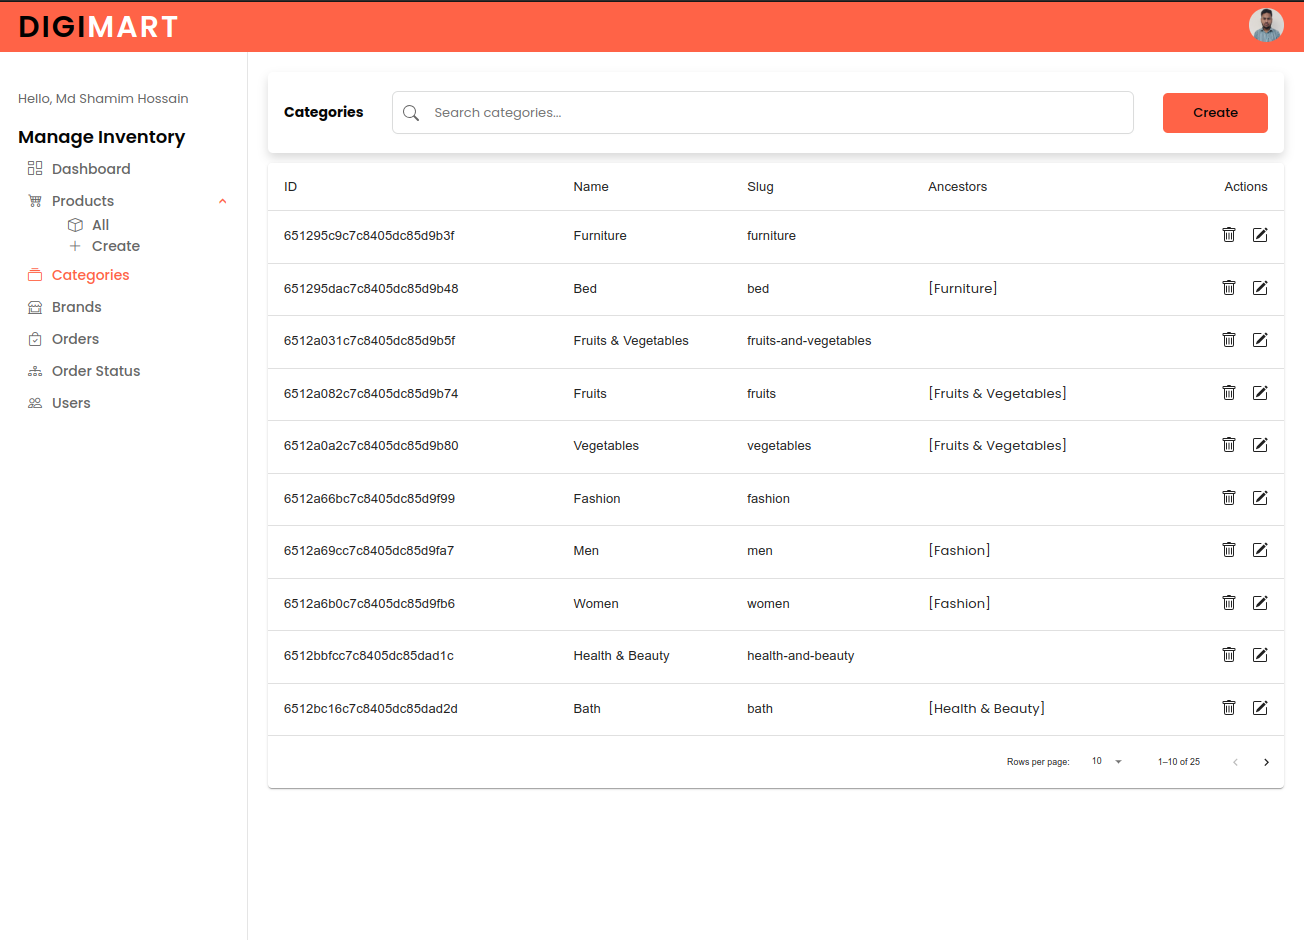 DIGIMART
Hello, Md Shamim Hossain
Manage Inventory
Dashboard
Products
All
Create
Categories
Brands
Orders
Order Status
Users
Categories Search categories... Create
ID Name Slug Ancestors Actions
651295c9c7c8405dc85d9b3f Furniture furniture
651295dac7c8405dc85d9b48 Bed bed [Furniture]
6512a031c7c8405dc85d9b5f Fruits & Vegetables fruits-and-vegetables
6512a082c7c8405dc85d9b74 Fruits fruits [Fruits & Vegetables]
6512a0a2c7c8405dc85d9b80 Vegetables vegetables [Fruits & Vegetables]
6512a66bc7c8405dc85d9f99 Fashion fashion
6512a69cc7c8405dc85d9fa7 Men men [Fashion]
6512a6b0c7c8405dc85d9fb6 Women women [Fashion]
6512bbfcc7c8405dc85dad1c Health & Beauty health-and-beauty
6512bc16c7c8405dc85dad2d Bath bath [Health & Beauty]
Rows per page: 10 1–10 of 25